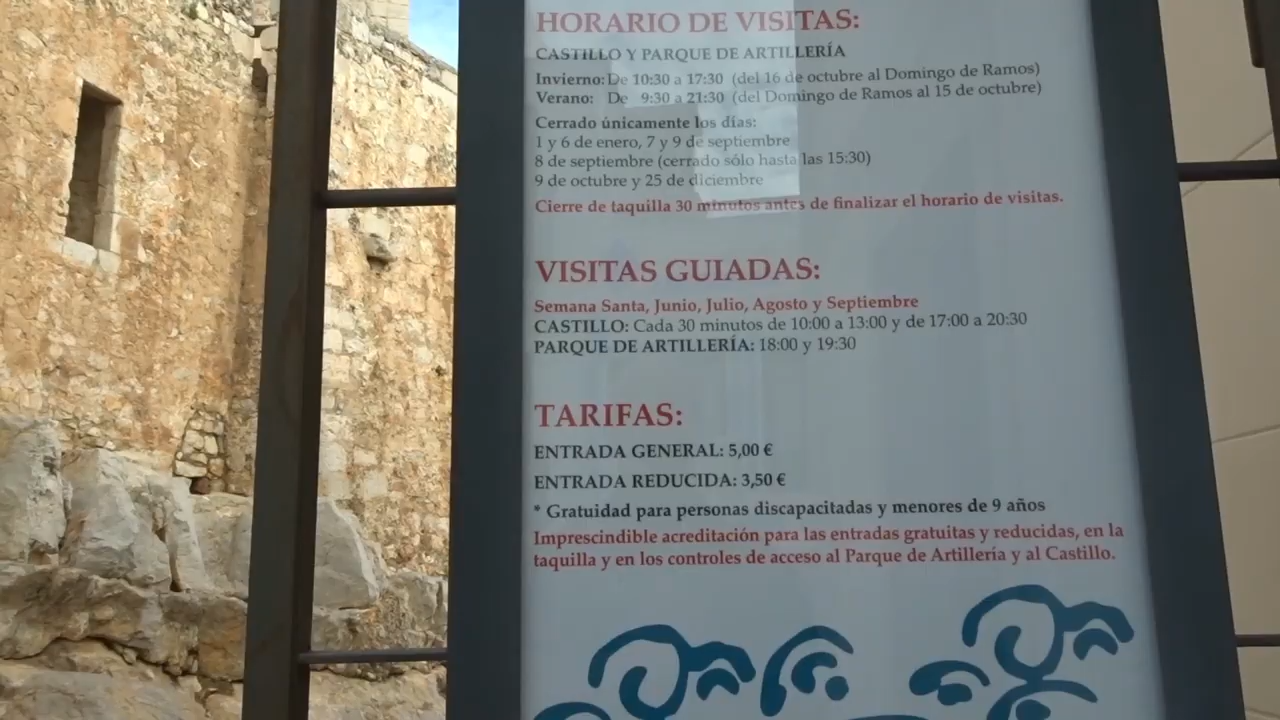 HORARIO DE VISITAS:
CASTILLO Y PARQUE DE ARTILLERÍA
Invierno: De 10:30 a 17:30 (del 16 de octubre al Domingo de Ramos)
Verano: De 9:30 a 21:30 (del Domingo de Ramos al 15 de octubre)
Cerrado únicamente los días:
1 y 6 de enero, 7 y 9 de septiembre
8 de septiembre (cerrado sólo hasta las 15:30)
9 de octubre y 25 de diciembre
Cierre de taquilla 30 minutos antes de finalizar el horario de visitas.
VISITAS GUIADAS:
Semana Santa, Junio, Julio, Agosto y Septiembre
CASTILLO: Cada 30 minutos de 10:00 a 13:00 y de 17:00 a 20:30
PARQUE DE ARTILLERÍA: 18:00 y 19:30
TARIFAS:
ENTRADA GENERAL: 5,00 €
ENTRADA REDUCIDA: 3,50 €
* Gratuidad para personas discapacitadas y menores de 9 años
Imprescindible acreditación para las entradas gratuitas y reducidas, en la
taquilla y en los controles de acceso al Parque de Artillería y al Castillo.